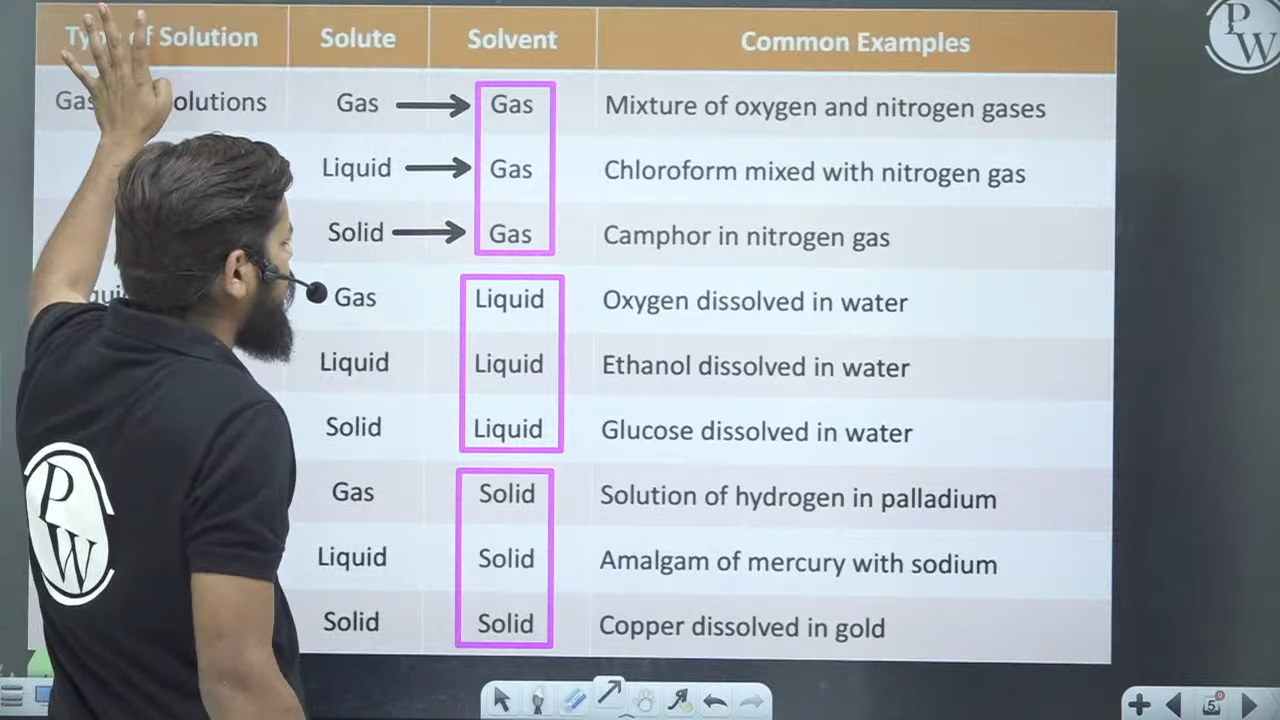 of Solution Solute Solvent Common Examples
Gas Gas Mixture of oxygen and nitrogen gases
Liquid Gas Chloroform mixed with nitrogen gas
Solid Gas Camphor in nitrogen gas
Gas Liquid Oxygen dissolved in water
Liquid Liquid Ethanol dissolved in water
Solid Liquid Glucose dissolved in water
Gas Solid Solution of hydrogen in palladium
Liquid Solid Amalgam of mercury with sodium
Solid Solid Copper dissolved in gold
PW
PW
5